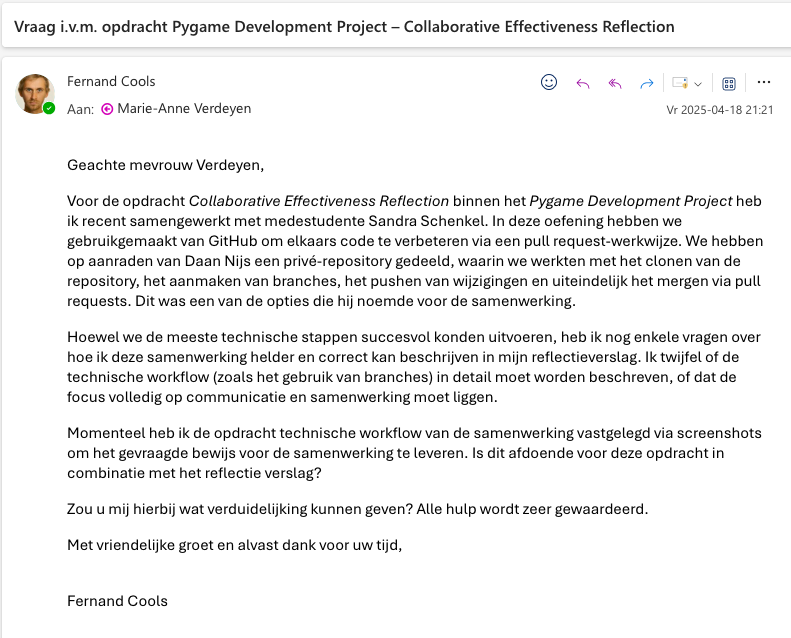 Vraag i.v.m. opdracht Pygame Development Project – Collaborative Effectiveness Reflection
Fernand Cools
Aan: Marie-Anne Verdeyen
Vr 2025-04-18 21:21
Geachte mevrouw Verdeyen,
Voor de opdracht Collaborative Effectiveness Reflection binnen het Pygame Development Project heb
ik recent samengewerkt met medestudente Sandra Schenkel. In deze oefening hebben we
gebruikgemaakt van GitHub om elkaars code te verbeteren via een pull request-werkwijze. We hebben
op aanraden van Daan Nijs een privé-repository gedeeld, waarin we werkten met het clonen van de
repository, het aanmaken van branches, het pushen van wijzigingen en uiteindelijk het mergen via pull
requests. Dit was een van de opties die hij noemde voor de samenwerking.
Hoewel we de meeste technische stappen succesvol konden uitvoeren, heb ik nog enkele vragen over
hoe ik deze samenwerking helder en correct kan beschrijven in mijn reflectieverslag. Ik twijfel of de
technische workflow (zoals het gebruik van branches) in detail moet worden beschreven, of dat de
focus volledig op communicatie en samenwerking moet liggen.
Momenteel heb ik de opdracht technische workflow van de samenwerking vastgelegd via screenshots
om het gevraagde bewijs voor de samenwerking te leveren. Is dit afdoende voor deze opdracht in
combinatie met het reflectie verslag?
Zou u mij hierbij wat verduidelijking kunnen geven? Alle hulp wordt zeer gewaardeerd.
Met vriendelijke groet en alvast dank voor uw tijd,
Fernand Cools